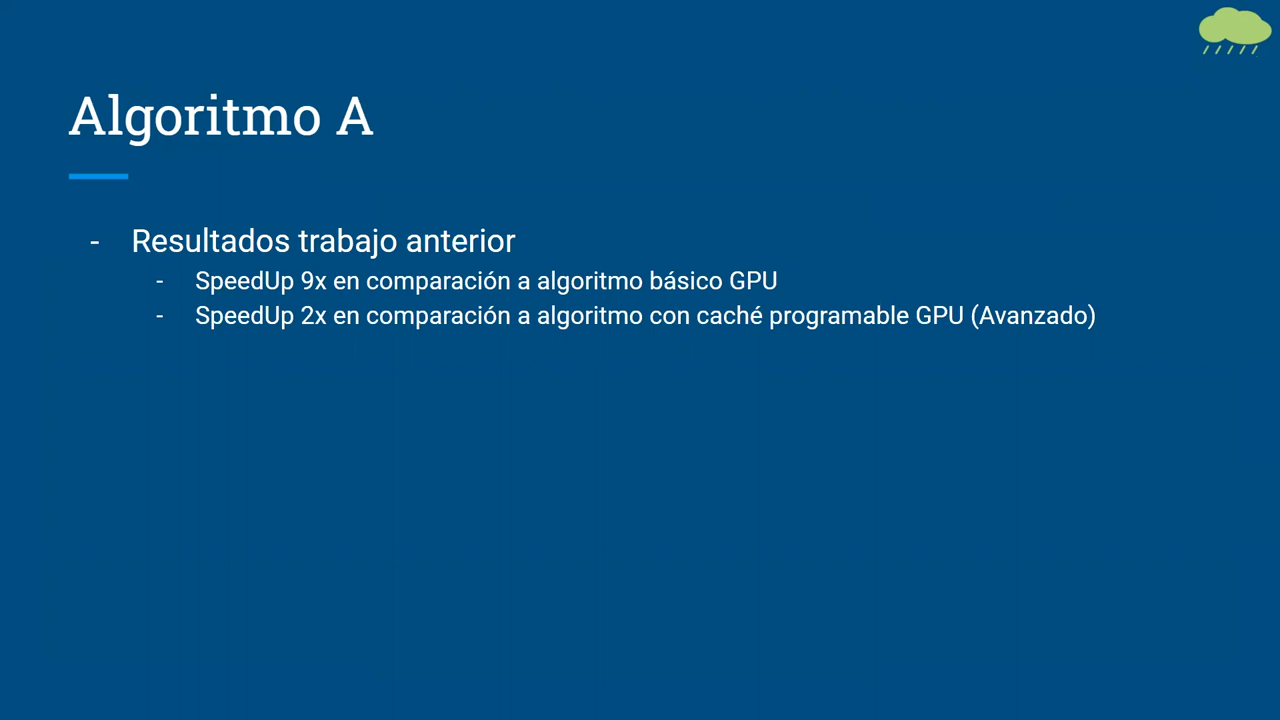 Algoritmo A
- Resultados trabajo anterior
- SpeedUp 9x en comparación a algoritmo básico GPU
- SpeedUp 2x en comparación a algoritmo con caché programable GPU (Avanzado)